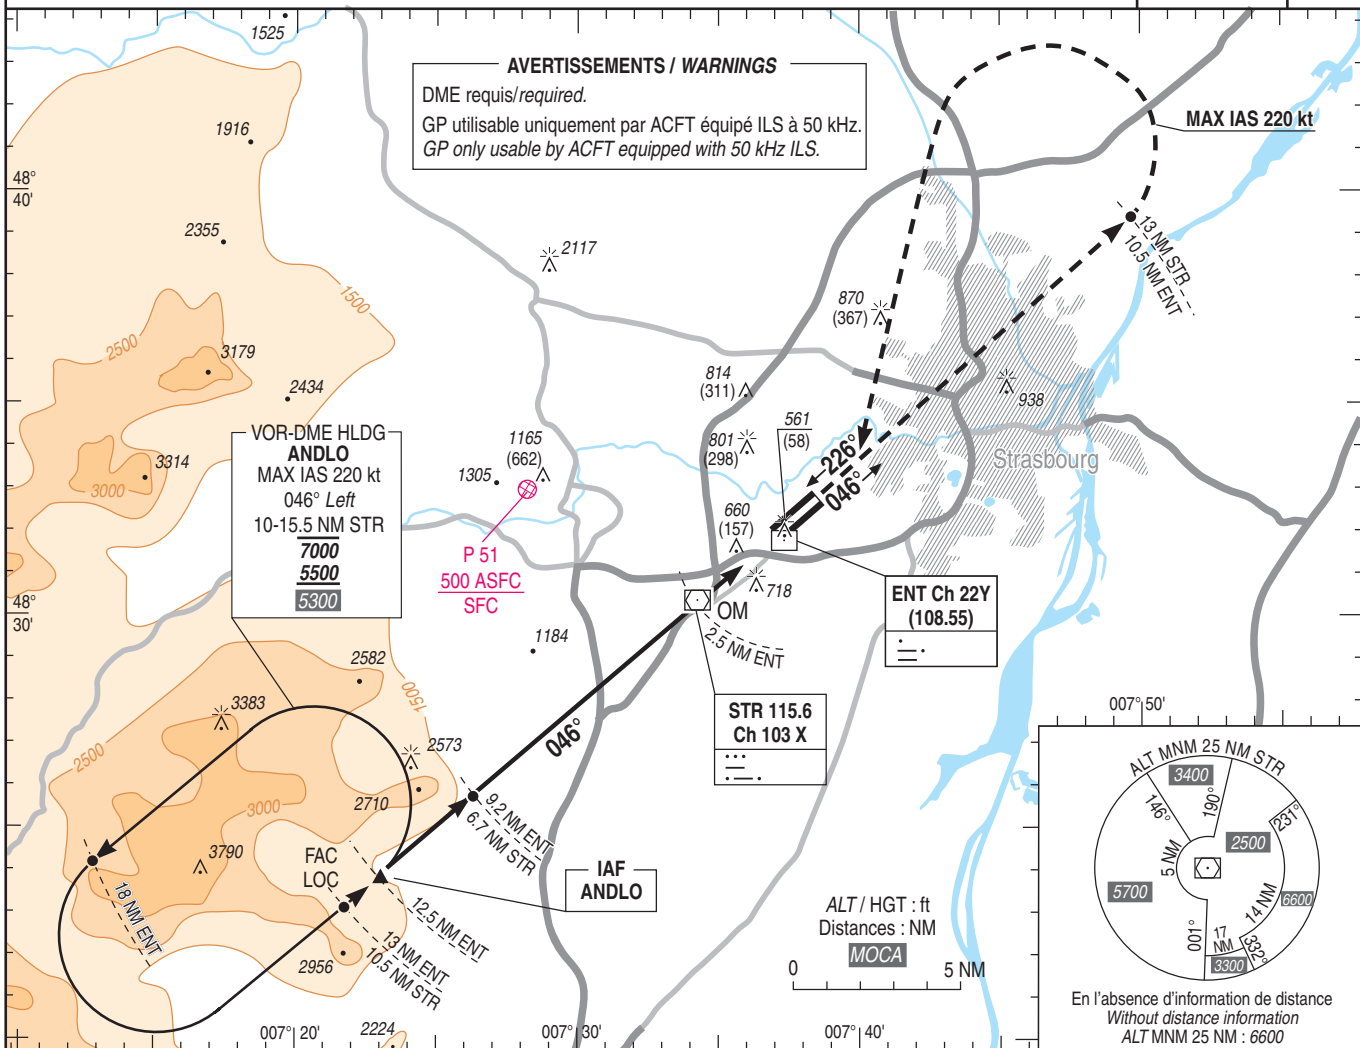 1525
AVERTISSEMENTS / WARNINGS
DME requis/required.
GP utilisable uniquement par ACFT équipé ILS à 50 kHz.
GP only usable by ACFT equipped with 50 kHz ILS.
MAX IAS 220 kt
1916
48°
40'
2355
2117
13 NM STR
10.5 NM ENT
1500
870
(367)
2500
3179
814
(311)
938
2434
VOR-DME HLDG
ANDLO
MAX IAS 220 kt
046° Left
10-15.5 NM STR
7000
5500
5300
561
(58)
801
(298)
1165
(662)
226°
046°
Strasbourg
3314
3000
1305
660
(157)
P 51
500 ASFC
SFC
718
ENT Ch 22Y
(108.55)
48°
30'
OM
2.5 NM ENT
1184
2582
1500
STR 115.6
Ch 103 X
007° 50'
3383
2573
046°
2500
2710
3000
9.2 NM ENT
6.7 NM STR
3790
FAC
LOC
IAF
ANDLO
18 NM ENT
12.5 NM ENT
13 NM ENT
10.5 NM STR
2956
ALT / HGT : ft
Distances : NM
MOCA
0 5 NM
ALT MNM 25 NM STR
3400
146°
190°
231°
2500
5 NM
5700
6600
14 NM
001°
17
NM
332°
3300
En l'absence d'information de distance
Without distance information
ALT MNM 25 NM : 6600
2224
007° 20'
007° 30'
007° 40'